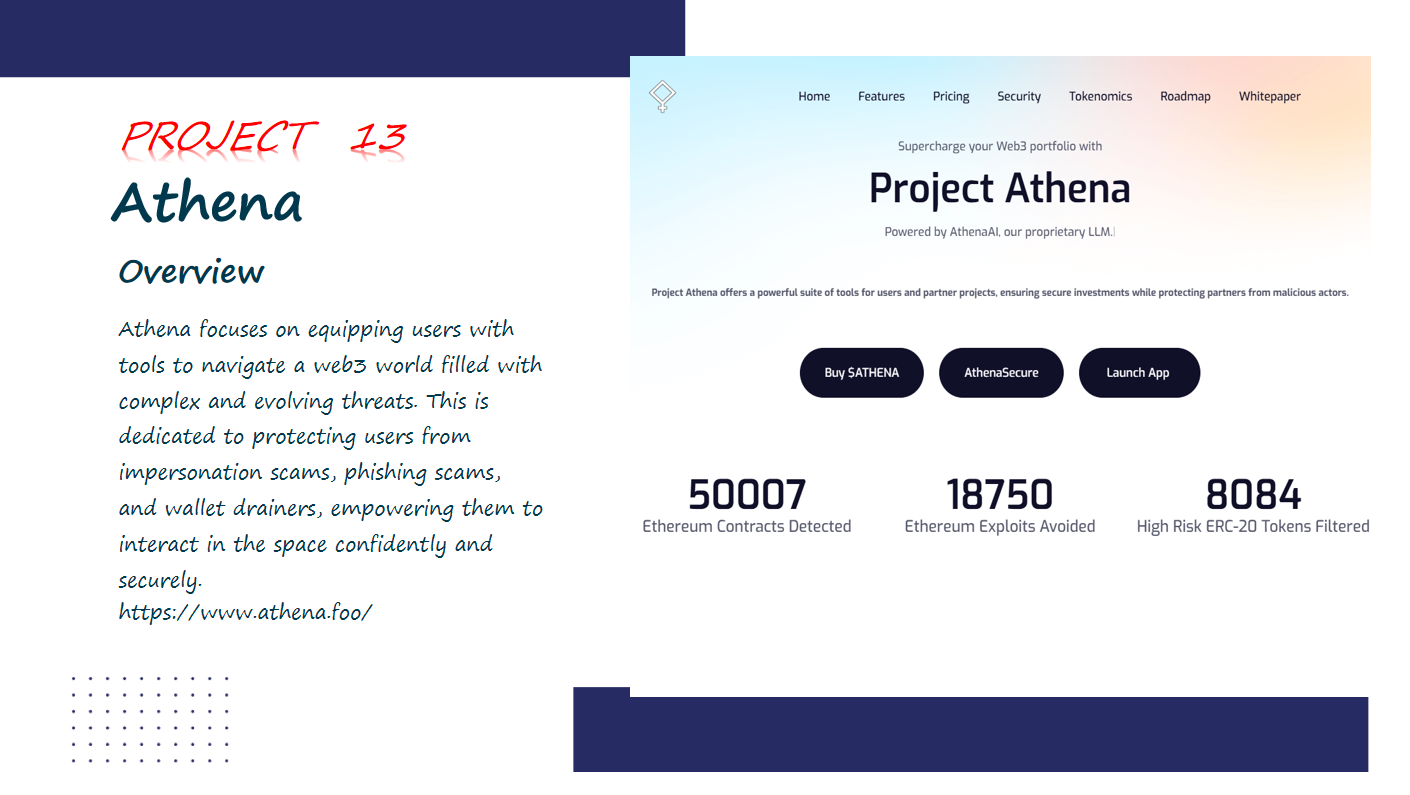 PROJECT 13
Athena
Overview
Athena focuses on equipping users with
tools to navigate a web3 world filled with
complex and evolving threats. This is
dedicated to protecting users from
impersonation scams, phishing scams,
and wallet drainers, empowering them to
interact in the space confidently and
securely.
https://www.athena.foo/
Home Features Pricing Security Tokenomics Roadmap Whitepaper
Supercharge your Web3 portfolio with
Project Athena
Powered by AthenaAI, our proprietary LLM.
Project Athena offers a powerful suite of tools for users and partner projects, ensuring secure investments while protecting partners from malicious actors.
Buy $ATHENA AthenaSecure Launch App
50007 18750 8084
Ethereum Contracts Detected Ethereum Exploits Avoided High Risk ERC-20 Tokens Filtered